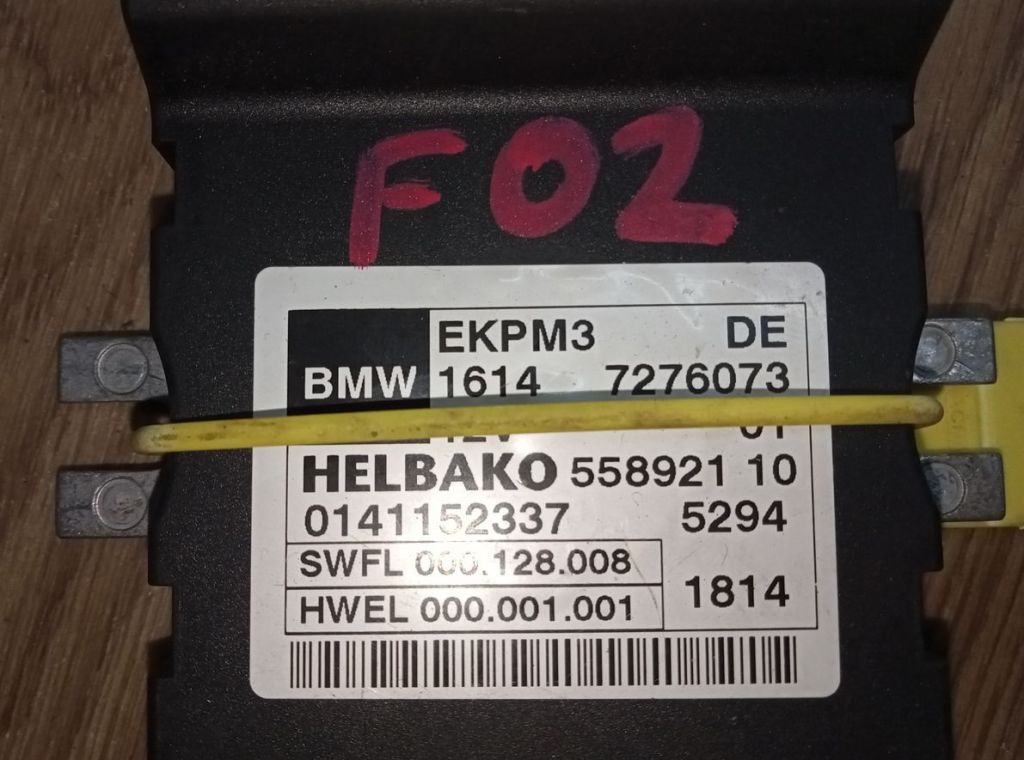 F02
EKPM3 DE
BMW 1614 7276073
12V 01
HELBAKO 558921 10
0141152337 5294
SWFL 000.128.008
HWEL 000.001.001 1814